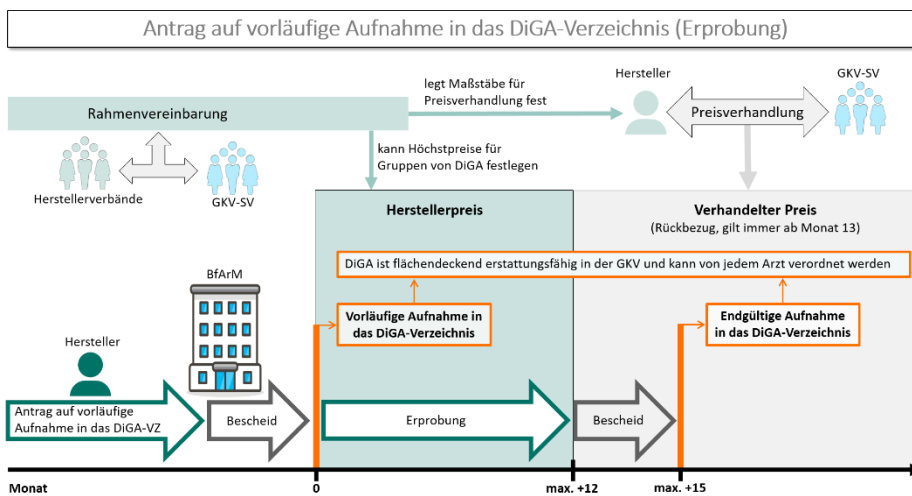 Antrag auf vorläufige Aufnahme in das DiGA-Verzeichnis (Erprobung)
legt Maßstäbe für
Preisverhandlung fest
Hersteller
GKV-SV
Rahmenvereinbarung
Preisverhandlung
kann Höchstpreise für
Gruppen von DiGA festlegen
Herstellerverbände
GKV-SV
Herstellerpreis
Verhandelter Preis
(Rückbezug, gilt immer ab Monat 13)
DiGA ist flächendeckend erstattungsfähig in der GKV und kann von jedem Arzt verordnet werden
BfArM
Vorläufige Aufnahme in
das DiGA-Verzeichnis
Endgültige Aufnahme
in das DiGA-Verzeichnis
Hersteller
Antrag auf vorläufige
Aufnahme in das DiGA-VZ
Bescheid
Erprobung
Bescheid
Monat
0
max. +12
max. +15